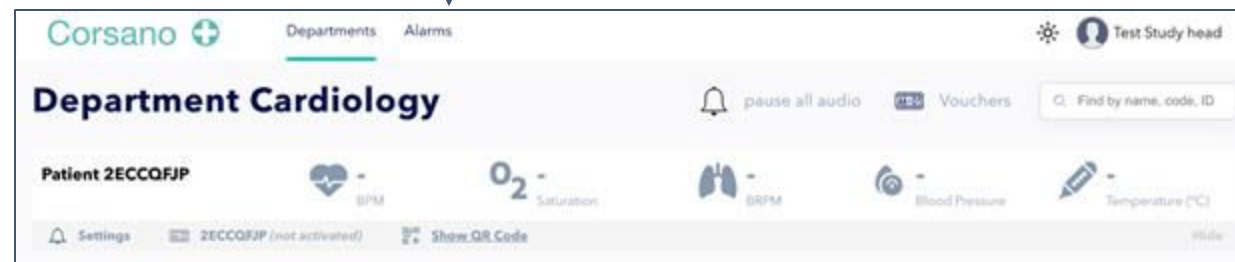 Corsano Departments Alarms Test Study head
Department Cardiology pause all audio Vouchers Find by name, code, ID
Patient 2ECCQFJP - BPM O2 - Saturation - BRPM - Blood Pressure - Temperature (°C)
Settings 2ECCQFJP (not activated) Show QR Code Hide